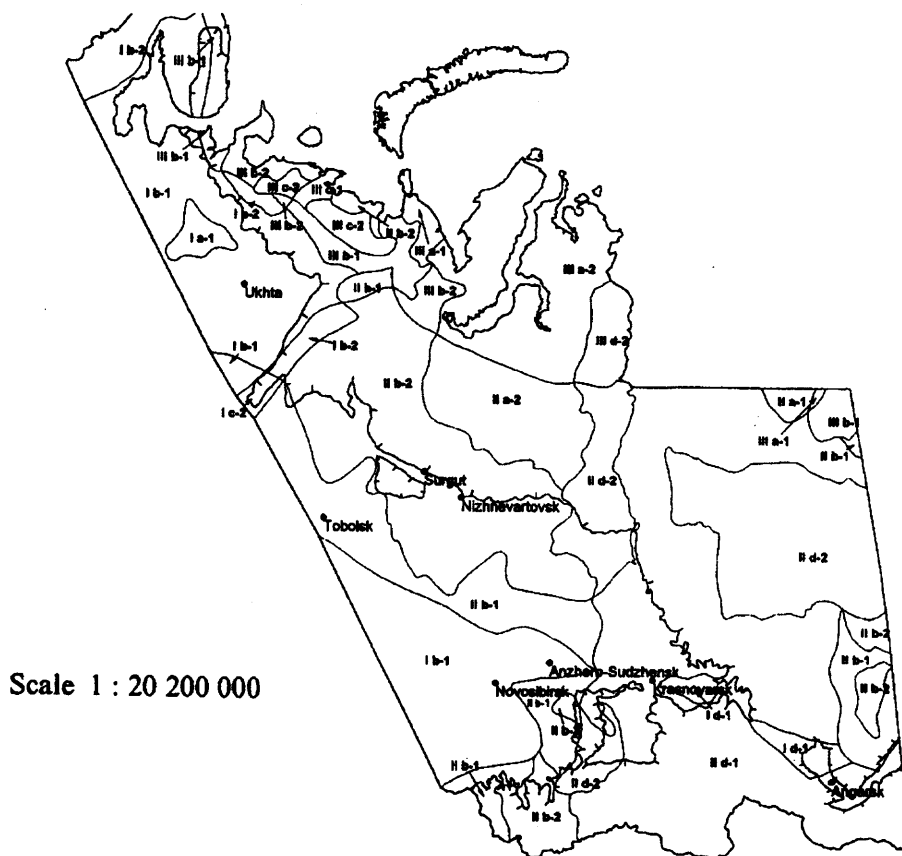 I b-2
III b-1
III b-1
III b-2
III c-2
I b-1
III c-2
II b-2
III b-2
III a-1
I a-1
III b-1
III a-2
Ukhta
II b-1
III b-2
I b-1
I b-2
III d-2
II b-2
II a-2
II a-1
I c-2
III b-1
III a-1
II b-1
Surgut
II d-2
Nizhnevartovsk
Tobolsk
II d-2
II b-1
II b-2
I b-1
Anzhero-Sudzhensk
II b-1
Scale 1 : 20 200 000
Novosibirsk
Krasnoyarsk
II b-2
II b-1
I d-1
II b-2
I d-1
II b-1
II d-1
II d-2
Angarsk
II b-2